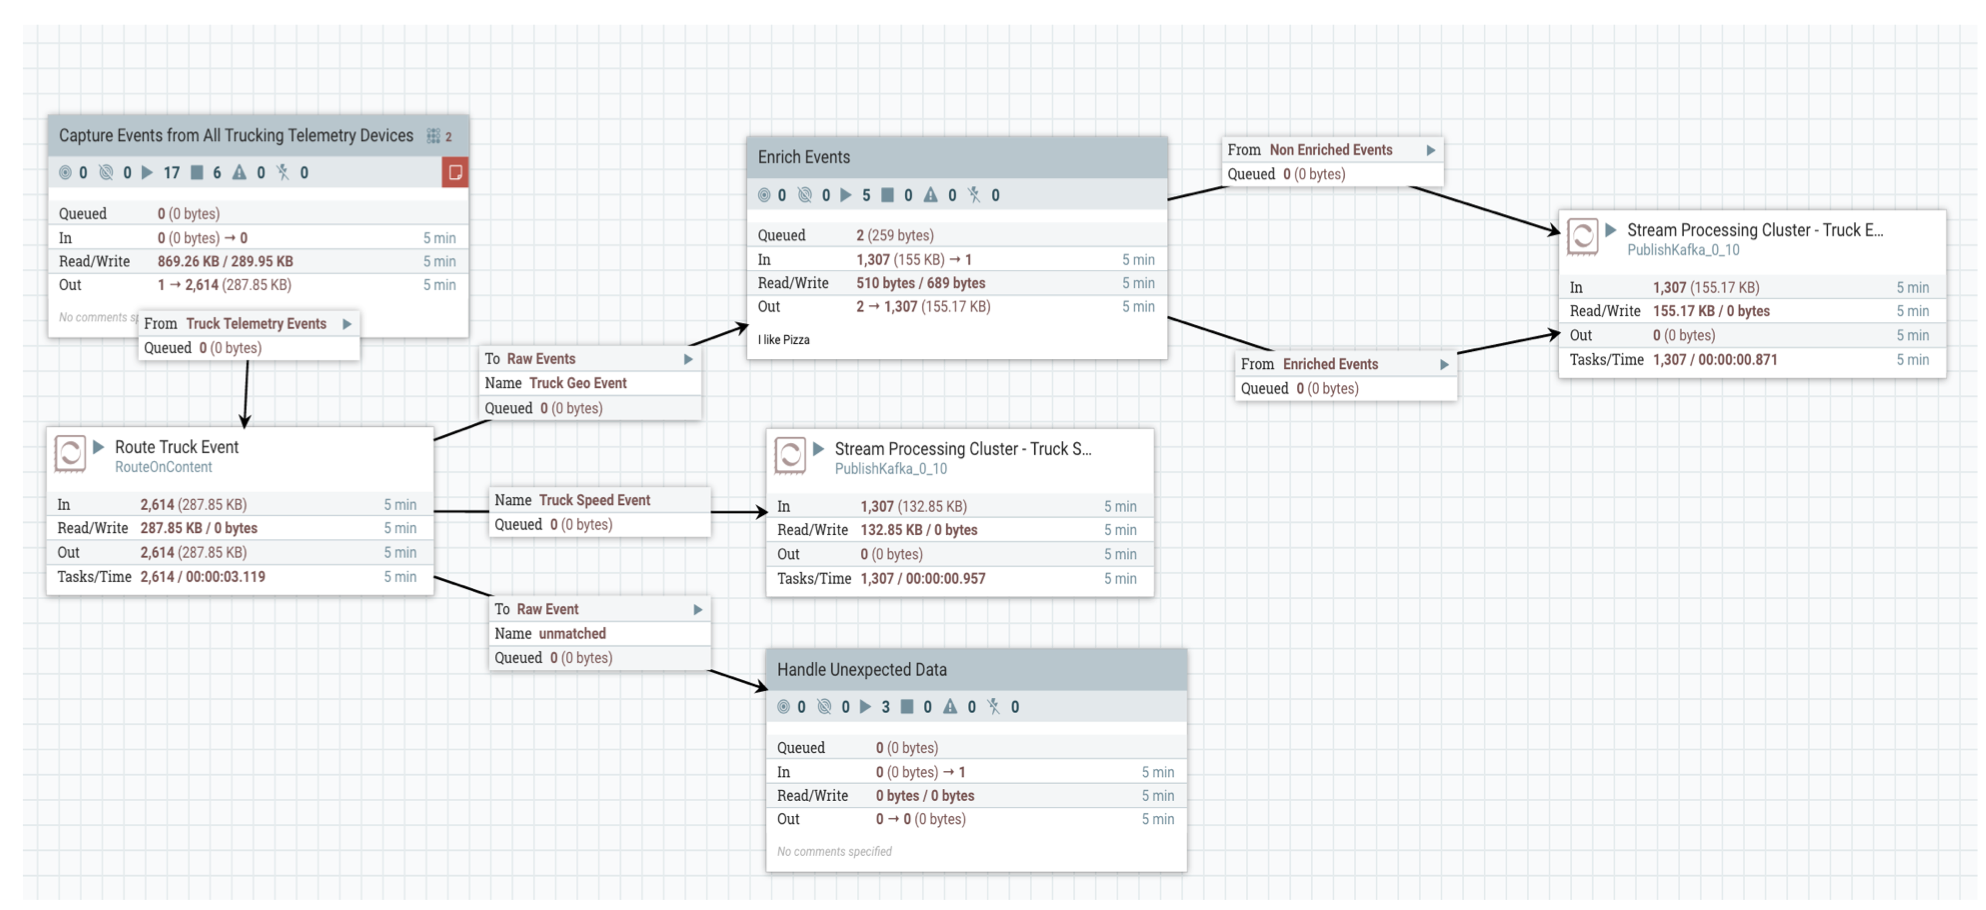 Capture Events from All Trucking Telemetry Devices 2
0 0 17 6 0 0
Queued 0 (0 bytes)
In 0 (0 bytes) → 0 5 min
Read/Write 869.26 KB / 289.95 KB 5 min
Out 1 → 2,614 (287.85 KB) 5 min
No comments sp
From Truck Telemetry Events
Queued 0 (0 bytes)
Route Truck Event
RouteOnContent
In 2,614 (287.85 KB) 5 min
Read/Write 287.85 KB / 0 bytes 5 min
Out 2,614 (287.85 KB) 5 min
Tasks/Time 2,614 / 00:00:03.119 5 min
To Raw Events
Name Truck Geo Event
Queued 0 (0 bytes)
Name Truck Speed Event
Queued 0 (0 bytes)
To Raw Event
Name unmatched
Queued 0 (0 bytes)
Enrich Events
0 0 5 0 0 0
Queued 2 (259 bytes)
In 1,307 (155 KB) → 1 5 min
Read/Write 510 bytes / 689 bytes 5 min
Out 2 → 1,307 (155.17 KB) 5 min
I like Pizza
Stream Processing Cluster - Truck S...
PublishKafka_0_10
In 1,307 (132.85 KB) 5 min
Read/Write 132.85 KB / 0 bytes 5 min
Out 0 (0 bytes) 5 min
Tasks/Time 1,307 / 00:00:00.957 5 min
Handle Unexpected Data
0 0 3 0 0 0
Queued 0 (0 bytes)
In 0 (0 bytes) → 1 5 min
Read/Write 0 bytes / 0 bytes 5 min
Out 0 → 0 (0 bytes) 5 min
No comments specified
From Non Enriched Events
Queued 0 (0 bytes)
From Enriched Events
Queued 0 (0 bytes)
Stream Processing Cluster - Truck E...
PublishKafka_0_10
In 1,307 (155.17 KB) 5 min
Read/Write 155.17 KB / 0 bytes 5 min
Out 0 (0 bytes) 5 min
Tasks/Time 1,307 / 00:00:00.871 5 min